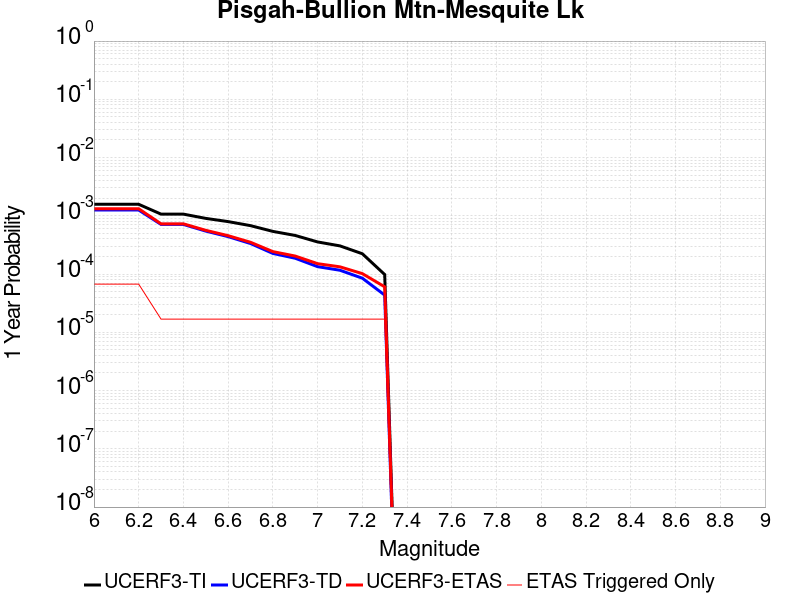 Pisgah-Bullion Mtn-Mesquite Lk
10^0
10^-1
10^-2
10^-3
10^-4
10^-5
10^-6
10^-7
10^-8
1 Year Probability
6 6.2 6.4 6.6 6.8 7 7.2 7.4 7.6 7.8 8 8.2 8.4 8.6 8.8 9
Magnitude
UCERF3-TI UCERF3-TD UCERF3-ETAS ETAS Triggered Only